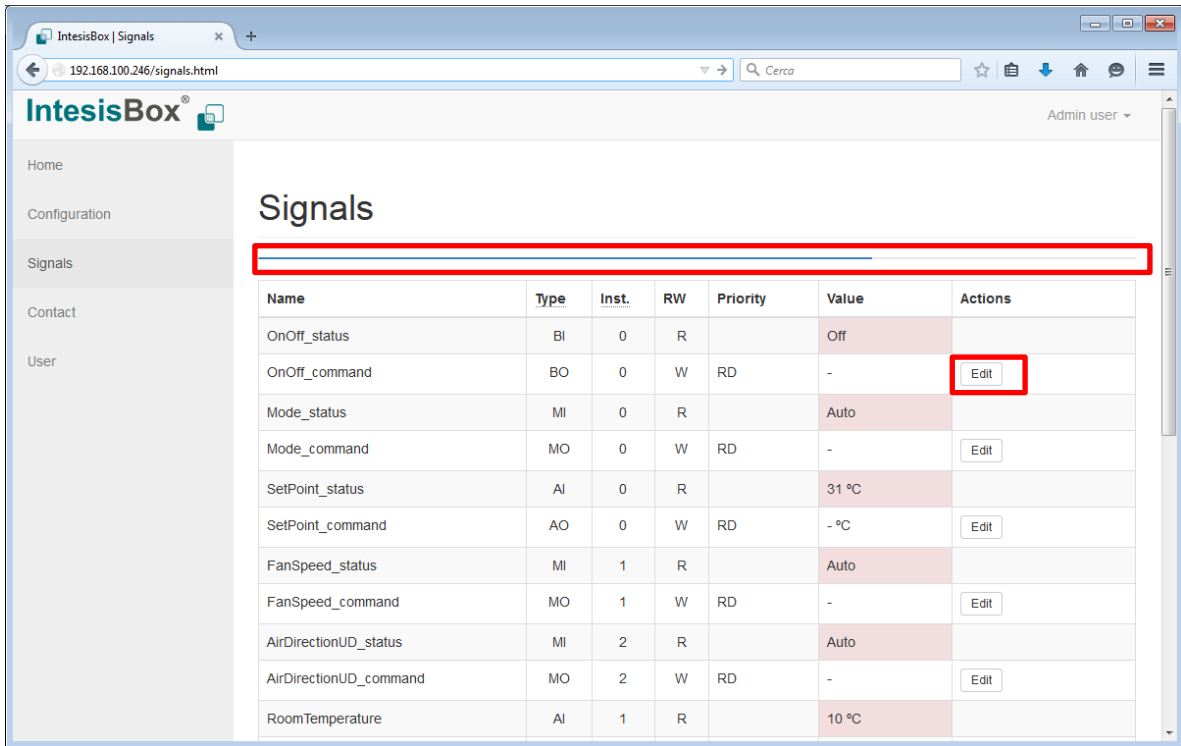 IntesisBox | Signals
192.168.100.246/signals.html Cerca
IntesisBox® Admin user
Home
Configuration
Signals
Contact
User
Signals
Name Type Inst. RW Priority Value Actions
OnOff_status BI 0 R Off
OnOff_command BO 0 W RD - Edit
Mode_status MI 0 R Auto
Mode_command MO 0 W RD - Edit
SetPoint_status AI 0 R 31 ºC
SetPoint_command AO 0 W RD - ºC Edit
FanSpeed_status MI 1 R Auto
FanSpeed_command MO 1 W RD - Edit
AirDirectionUD_status MI 2 R Auto
AirDirectionUD_command MO 2 W RD - Edit
RoomTemperature AI 1 R 10 ºC